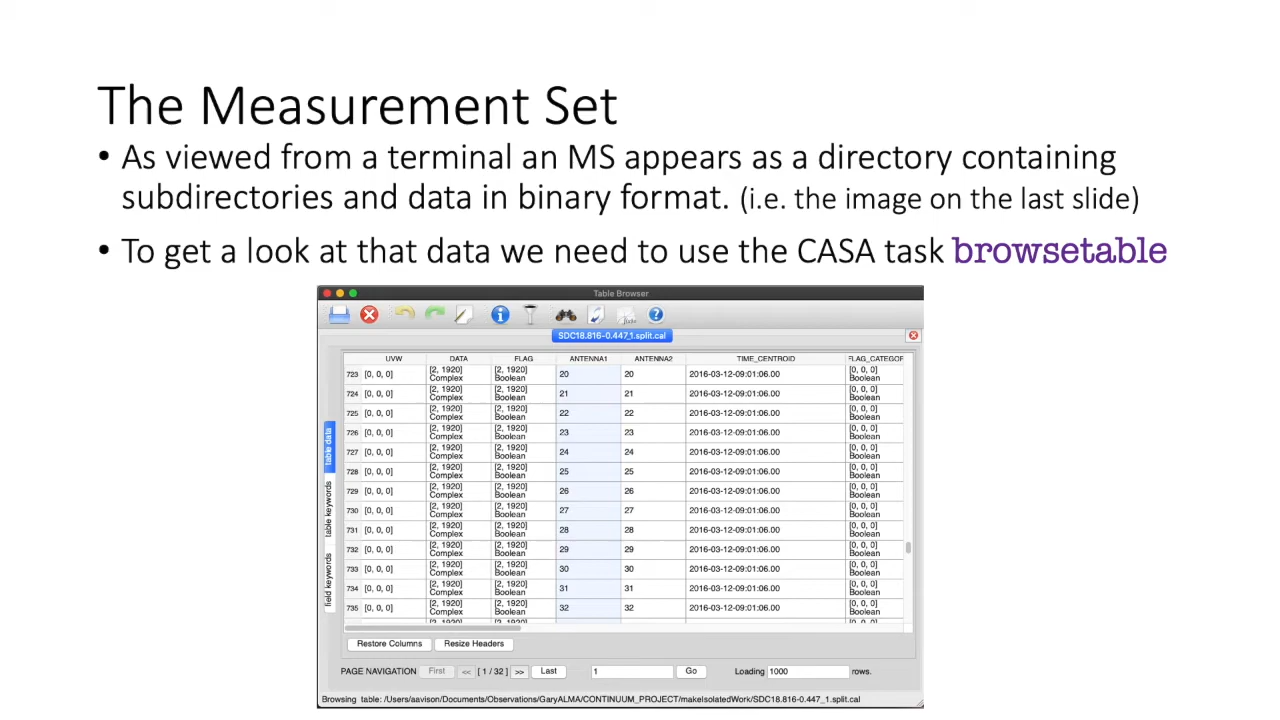 The Measurement Set
• As viewed from a terminal an MS appears as a directory containing
subdirectories and data in binary format. (i.e. the image on the last slide)
• To get a look at that data we need to use the CASA task browsetable
Table Browser
SDC18.816-0.447_1.split.cal
UVW DATA FLAG ANTENNA1 ANTENNA2 TIME_CENTROID FLAG_CATEGOR
723 [0, 0, 0] [2, 1920] Complex [2, 1920] Boolean 20 20 2016-03-12-09:01:06.00 [0, 0, 0] Boolean
724 [0, 0, 0] [2, 1920] Complex [2, 1920] Boolean 21 21 2016-03-12-09:01:06.00 [0, 0, 0] Boolean
725 [0, 0, 0] [2, 1920] Complex [2, 1920] Boolean 22 22 2016-03-12-09:01:06.00 [0, 0, 0] Boolean
726 [0, 0, 0] [2, 1920] Complex [2, 1920] Boolean 23 23 2016-03-12-09:01:06.00 [0, 0, 0] Boolean
727 [0, 0, 0] [2, 1920] Complex [2, 1920] Boolean 24 24 2016-03-12-09:01:06.00 [0, 0, 0] Boolean
728 [0, 0, 0] [2, 1920] Complex [2, 1920] Boolean 25 25 2016-03-12-09:01:06.00 [0, 0, 0] Boolean
729 [0, 0, 0] [2, 1920] Complex [2, 1920] Boolean 26 26 2016-03-12-09:01:06.00 [0, 0, 0] Boolean
730 [0, 0, 0] [2, 1920] Complex [2, 1920] Boolean 27 27 2016-03-12-09:01:06.00 [0, 0, 0] Boolean
731 [0, 0, 0] [2, 1920] Complex [2, 1920] Boolean 28 28 2016-03-12-09:01:06.00 [0, 0, 0] Boolean
732 [0, 0, 0] [2, 1920] Complex [2, 1920] Boolean 29 29 2016-03-12-09:01:06.00 [0, 0, 0] Boolean
733 [0, 0, 0] [2, 1920] Complex [2, 1920] Boolean 30 30 2016-03-12-09:01:06.00 [0, 0, 0] Boolean
734 [0, 0, 0] [2, 1920] Complex [2, 1920] Boolean 31 31 2016-03-12-09:01:06.00 [0, 0, 0] Boolean
735 [0, 0, 0] [2, 1920] Complex [2, 1920] Boolean 32 32 2016-03-12-09:01:06.00 [0, 0, 0] Boolean
table data
table keywords
field keywords
Restore Columns Resize Headers
PAGE NAVIGATION First << [ 1 / 32 ] >> Last 1 Go Loading 1000 rows.
Browsing table: /Users/aavison/Documents/Observations/GaryALMA/CONTINUUM_PROJECT/makeIsolatedWork/SDC18.816-0.447_1.split.cal